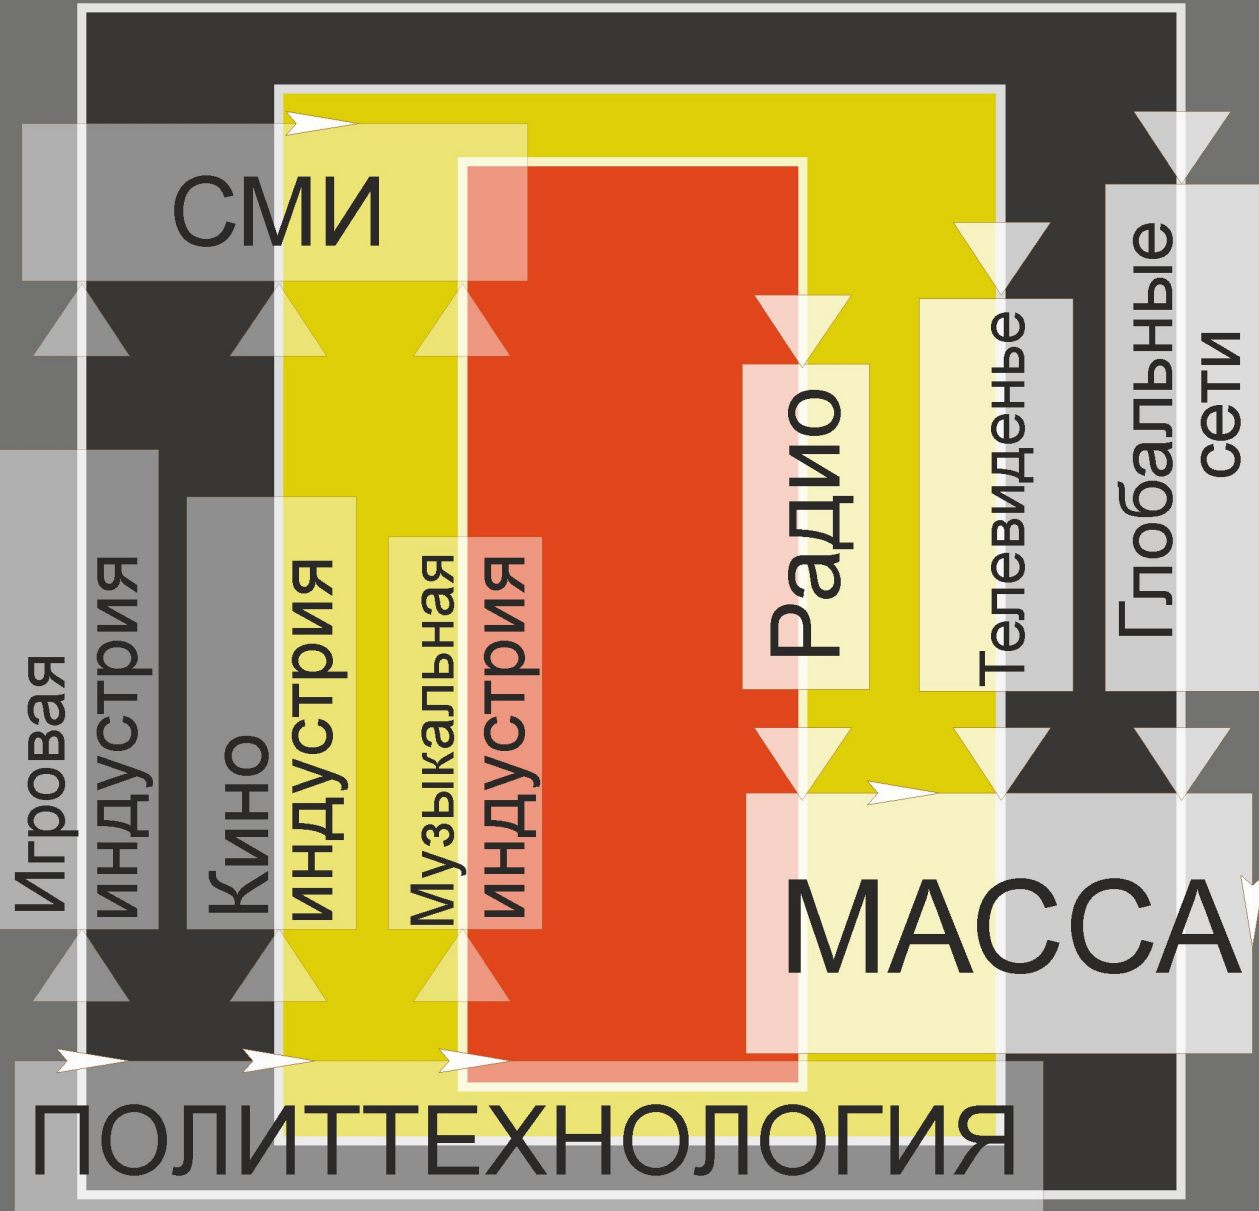 СМИ
Игровая
индустрия
Кино
индустрия
Музыкальная
индустрия
Радио
Телевиденье
Глобальные
сети
МАССА
ПОЛИТТЕХНОЛОГИЯ